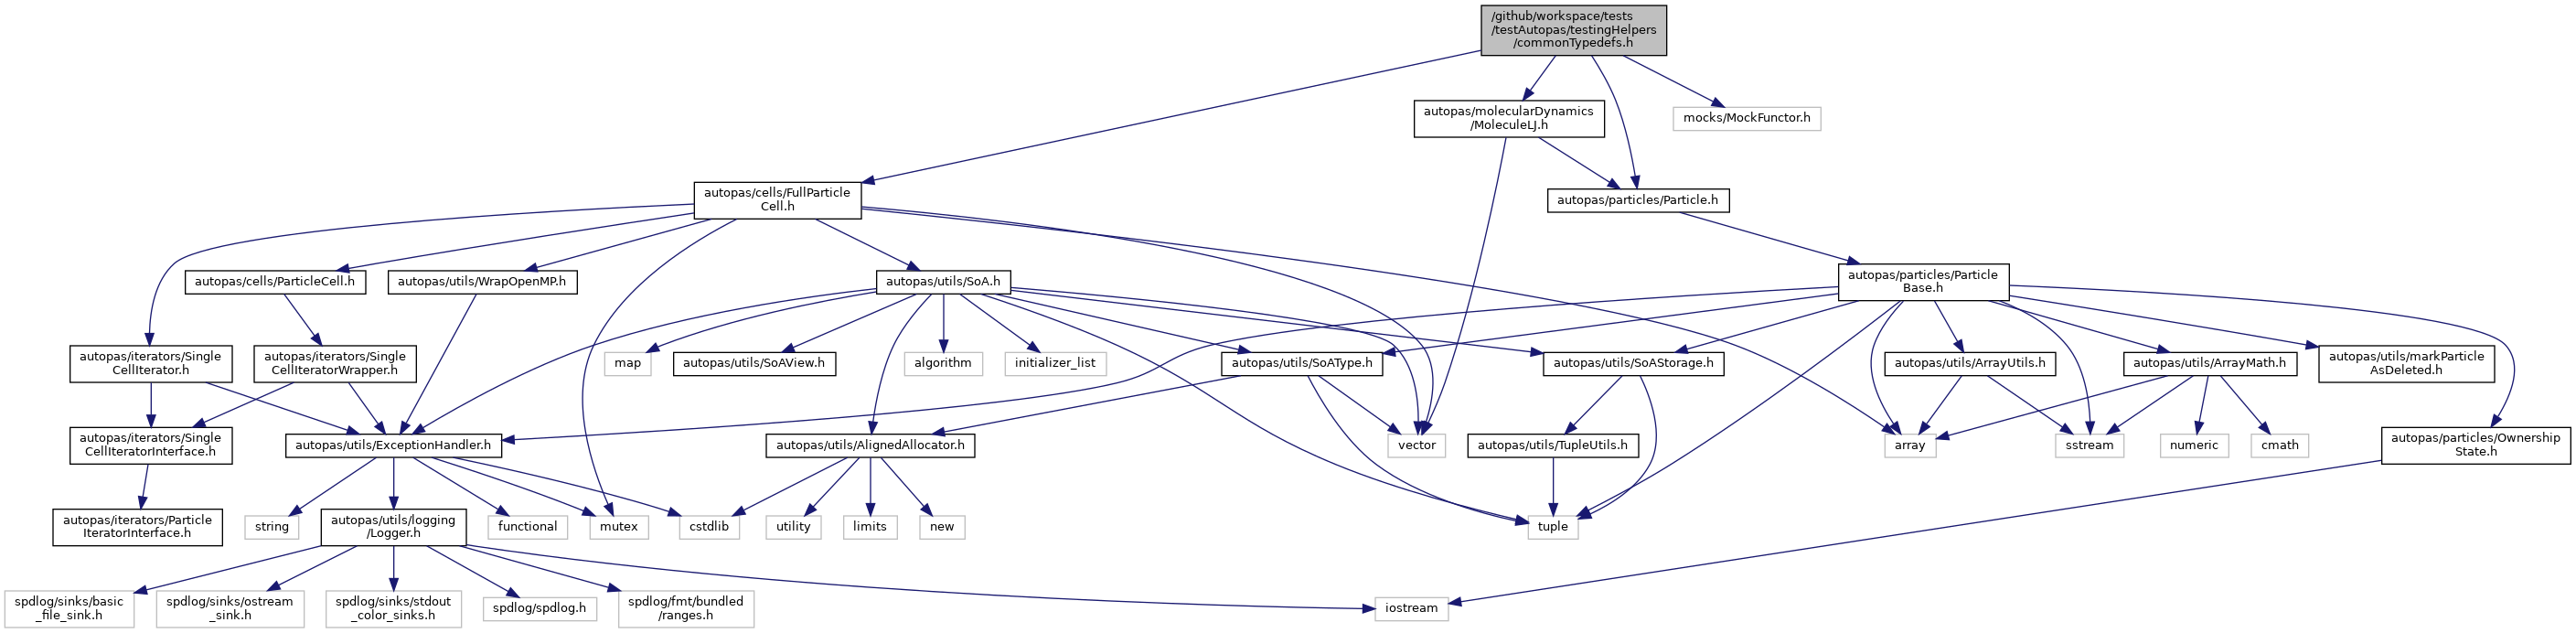 /github/workspace/tests
/testAutopas/testingHelpers
/commonTypedefs.h
autopas/molecularDynamics
/MoleculeLJ.h
mocks/MockFunctor.h
autopas/cells/FullParticle
Cell.h
autopas/particles/Particle.h
autopas/cells/ParticleCell.h
autopas/utils/WrapOpenMP.h
autopas/utils/SoA.h
autopas/particles/Particle
Base.h
autopas/iterators/Single
CellIterator.h
autopas/iterators/Single
CellIteratorWrapper.h
map
autopas/utils/SoAView.h
algorithm
initializer_list
autopas/utils/SoAType.h
autopas/utils/SoAStorage.h
autopas/utils/ArrayUtils.h
autopas/utils/ArrayMath.h
autopas/utils/markParticle
AsDeleted.h
autopas/iterators/Single
CellIteratorInterface.h
autopas/utils/ExceptionHandler.h
autopas/utils/AlignedAllocator.h
vector
autopas/utils/TupleUtils.h
array
sstream
numeric
cmath
autopas/particles/Ownership
State.h
autopas/iterators/Particle
IteratorInterface.h
string
autopas/utils/logging
/Logger.h
functional
mutex
cstdlib
utility
limits
new
tuple
spdlog/sinks/basic
_file_sink.h
spdlog/sinks/ostream
_sink.h
spdlog/sinks/stdout
_color_sinks.h
spdlog/spdlog.h
spdlog/fmt/bundled
/ranges.h
iostream